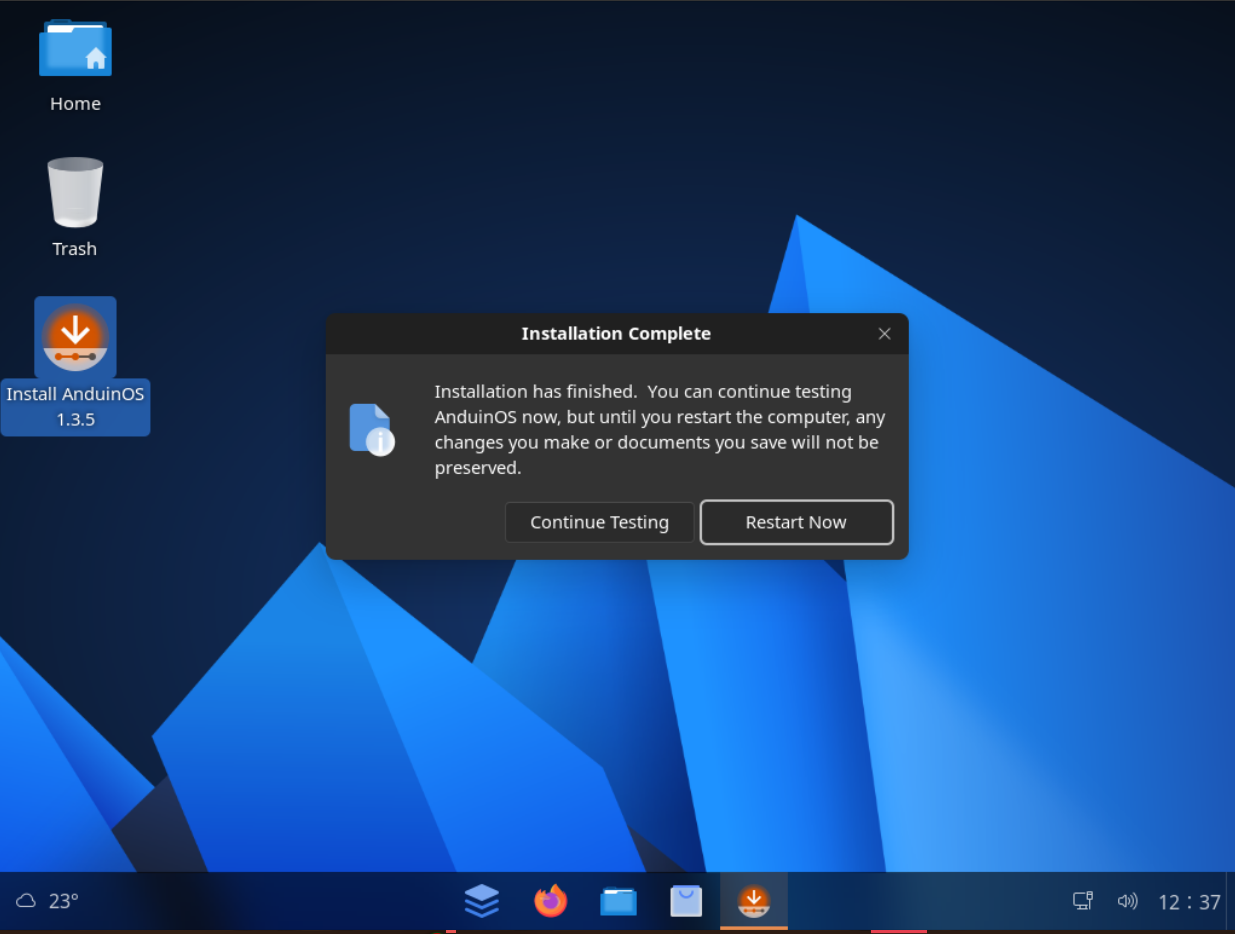 Home
Trash
Install AnduinOS
1.3.5
Installation Complete
Installation has finished.  You can continue testing
AnduinOS now, but until you restart the computer, any
changes you make or documents you save will not be
preserved.
Continue Testing
Restart Now
23°
12 : 37